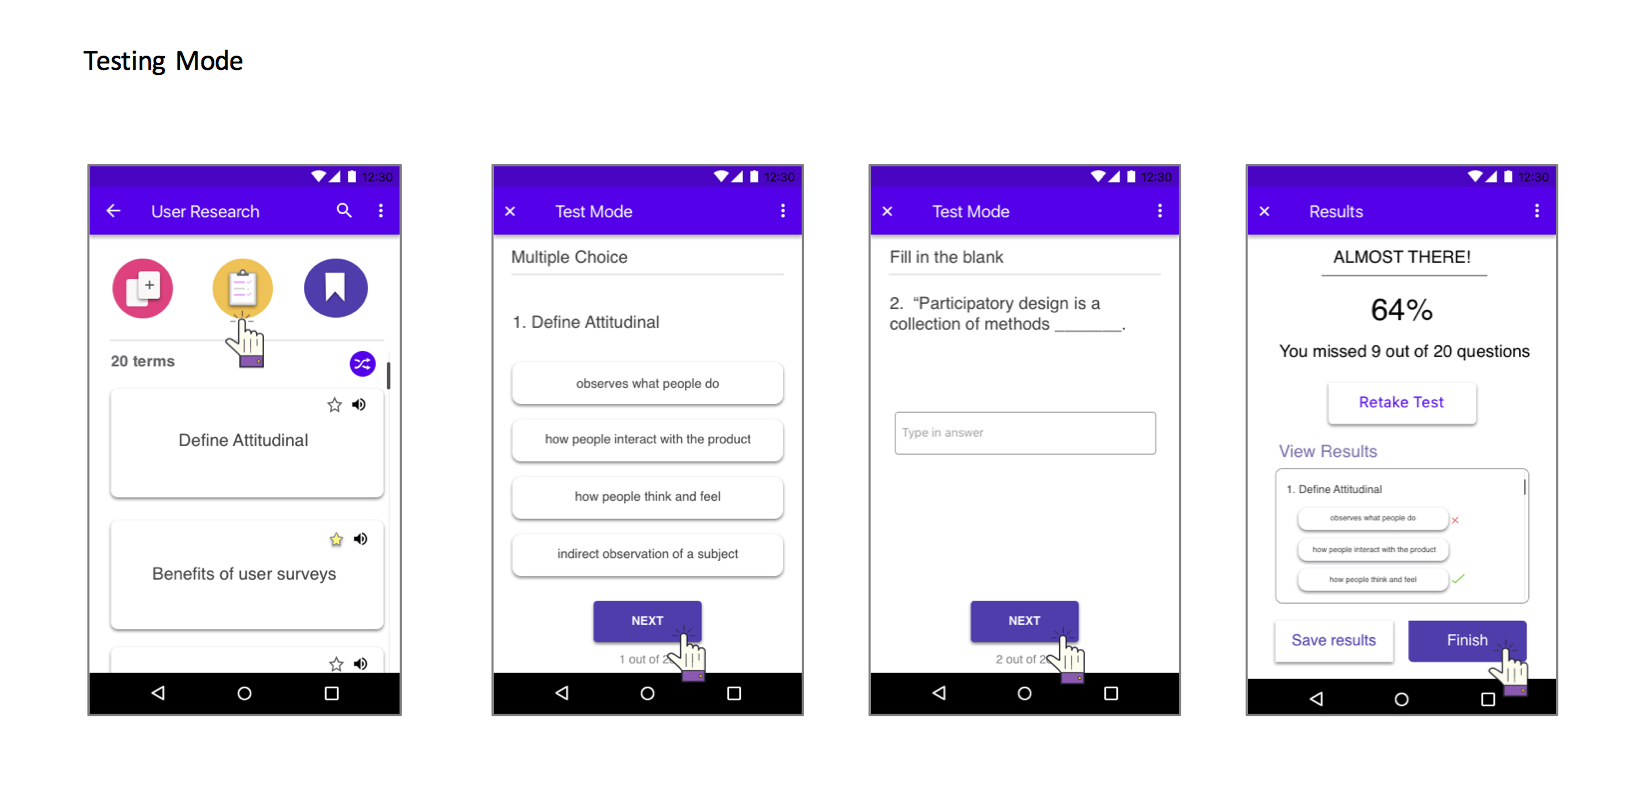 Testing Mode
12:30
User Research
20 terms
Define Attitudinal
Benefits of user surveys
12:30
Test Mode
Multiple Choice
1. Define Attitudinal
observes what people do
how people interact with the product
how people think and feel
indirect observation of a subject
NEXT
1 out of
12:30
Test Mode
Fill in the blank
2. “Participatory design is a
collection of methods _______.
Type in answer
NEXT
2 out of
12:30
Results
ALMOST THERE!
64%
You missed 9 out of 20 questions
Retake Test
View Results
1. Define Attitudinal
observes what people do
how people interact with the product
how people think and feel
Save results
Finish